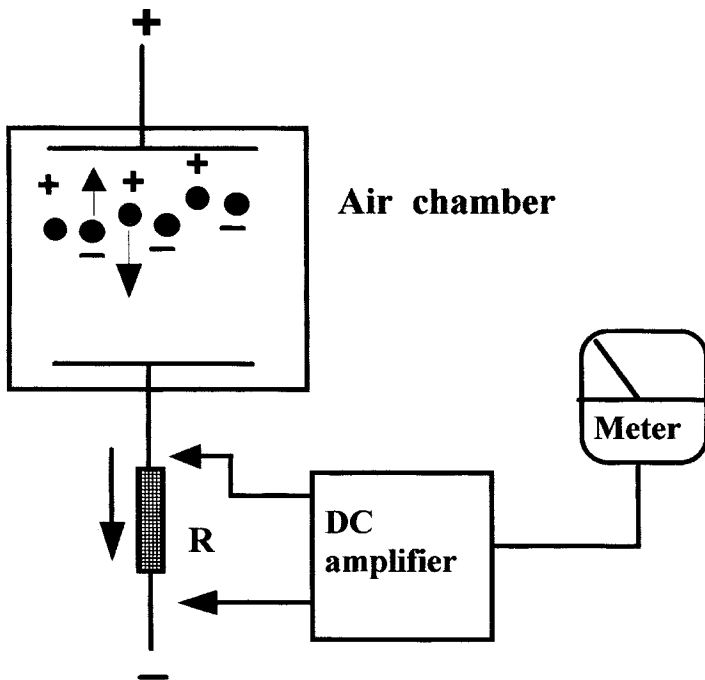 +
+ + +
− − −
Air chamber
Meter
R
DC
amplifier
−